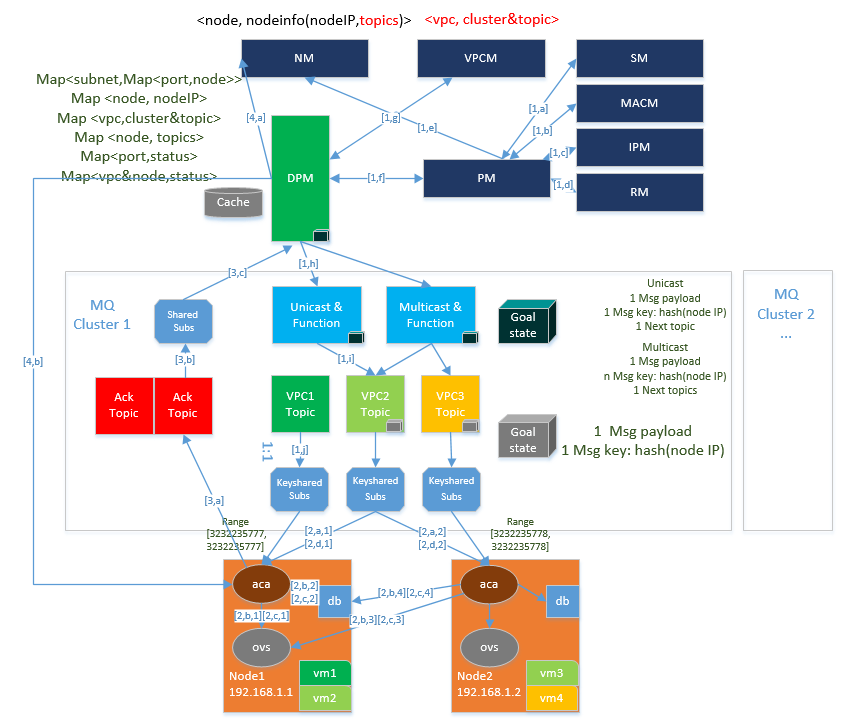 <node, nodeinfo(nodeIP,topics)> <vpc, cluster&topic>
NM
VPCM
SM
Map<subnet,Map<port,node>>
Map <node, nodeIP>
Map <vpc,cluster&topic>
Map <node, topics>
Map<port,status>
Map<vpc&node,status>
[4,a]
[1,g]
[1,e]
[1,a]
[1,b]
[1,c]
[1,d]
MACM
IPM
RM
DPM
[1,f]
PM
Cache
[3,c]
[1,h]
MQ
Cluster 1
Shared
Subs
Unicast &
Function
Multicast &
Function
Goal
state
Unicast
1 Msg payload
1 Msg key: hash(node IP)
1 Next topic
Multicast
1 Msg payload
n Msg key: hash(node IP)
1 Next topics
MQ
Cluster 2
...
[4,b]
[3,b]
[1,i]
Ack
Topic
Ack
Topic
VPC1
Topic
VPC2
Topic
VPC3
Topic
Goal
state
1 Msg payload
1 Msg key: hash(node IP)
1:1
[1,j]
Keyshared
Subs
Keyshared
Subs
Keyshared
Subs
[3,a]
Range
[3232235777,
3232235777]
[2,a,1]
[2,d,1]
[2,a,2]
[2,d,2]
Range
[3232235778,
3232235778]
aca
[2,b,2]
[2,c,2]
db
[2,b,4][2,c,4]
aca
db
[2,b,1][2,c,1]
[2,b,3][2,c,3]
ovs
ovs
Node1
192.168.1.1
vm1
vm2
Node2
192.168.1.2
vm3
vm4